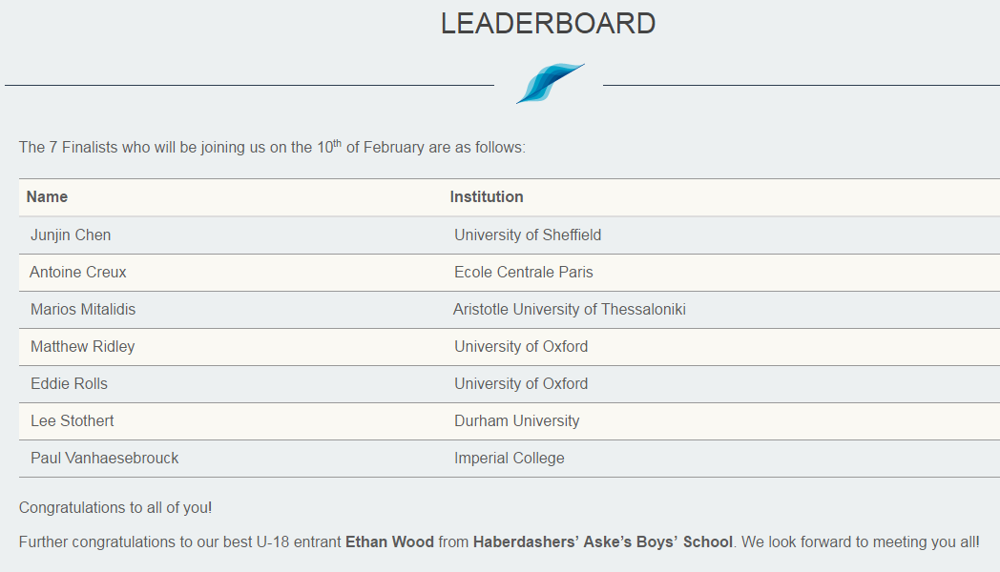 LEADERBOARD
The 7 Finalists who will be joining us on the 10th of February are as follows:
Name Institution
Junjin Chen University of Sheffield
Antoine Creux Ecole Centrale Paris
Marios Mitalidis Aristotle University of Thessaloniki
Matthew Ridley University of Oxford
Eddie Rolls University of Oxford
Lee Stothert Durham University
Paul Vanhaesebrouck Imperial College
Congratulations to all of you!
Further congratulations to our best U-18 entrant Ethan Wood from Haberdashers’ Aske’s Boys’ School. We look forward to meeting you all!